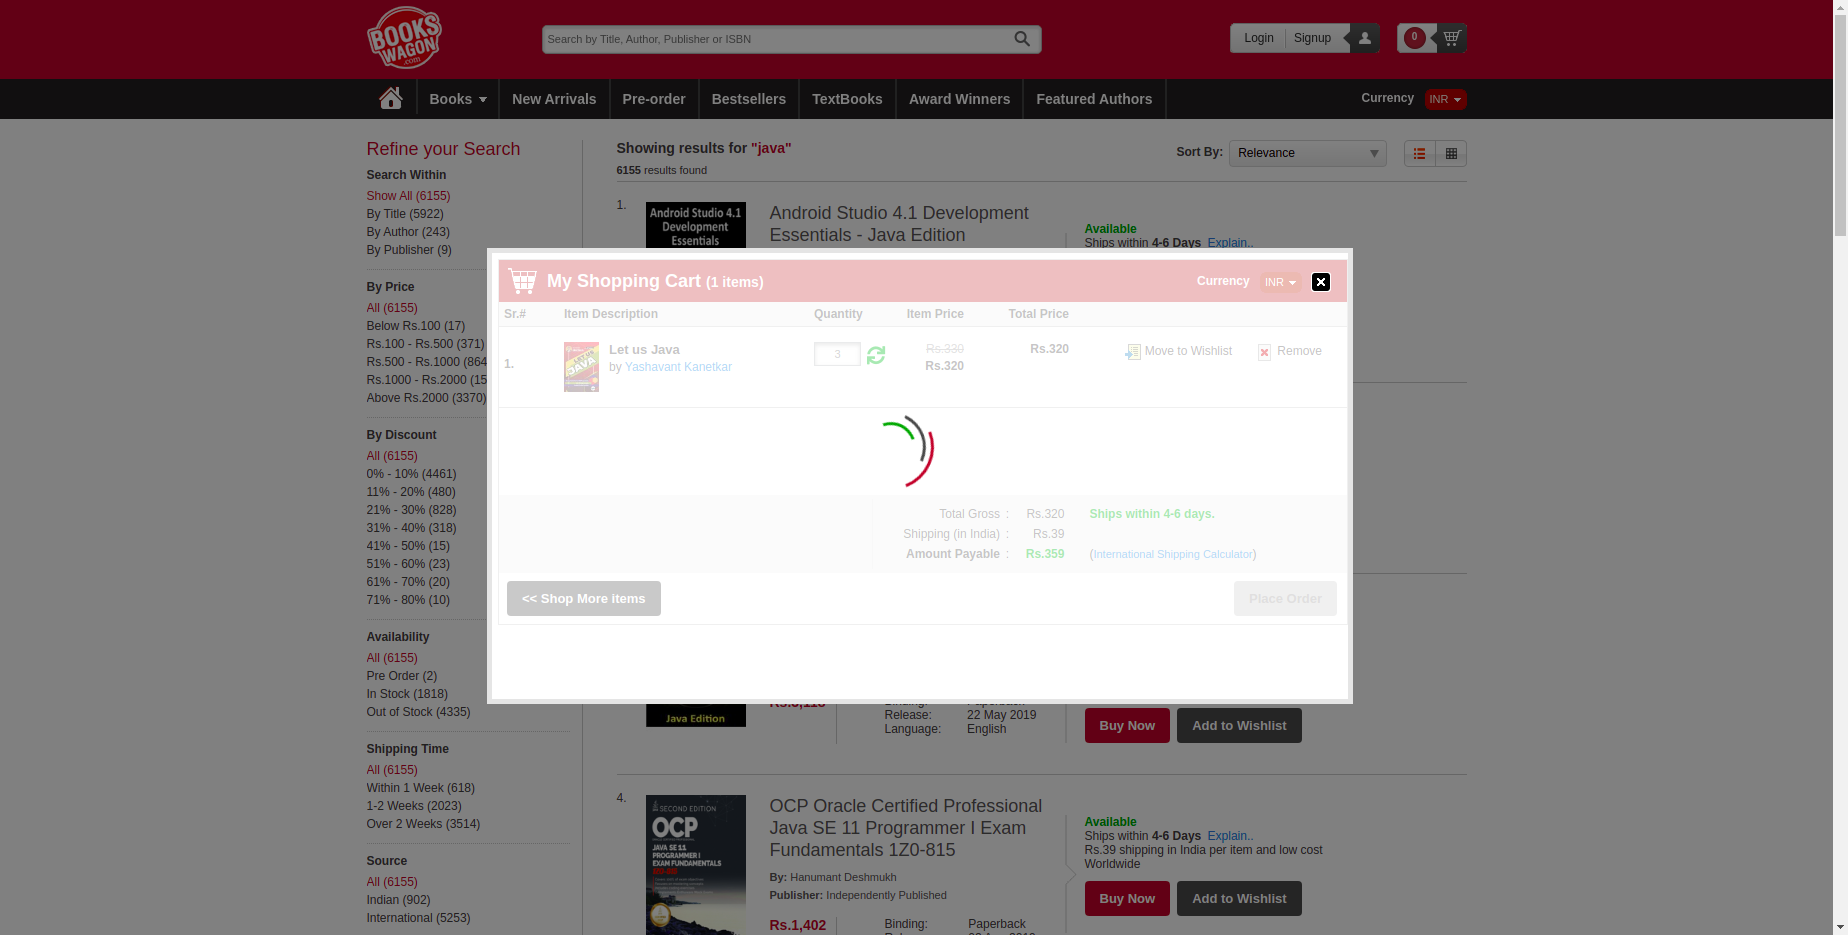 BOOKS
WAGON
.com
Search by Title, Author, Publisher or ISBN
Login
Signup
0
Books
New Arrivals
Pre-order
Bestsellers
TextBooks
Award Winners
Featured Authors
Currency
INR
Refine your Search
Search Within
Show All (6155)
By Title (5922)
By Author (243)
By Publisher (9)
By Price
All (6155)
Below Rs.100 (17)
Rs.100 - Rs.500 (371)
Rs.500 - Rs.1000 (864
Rs.1000 - Rs.2000 (15
Above Rs.2000 (3370)
By Discount
All (6155)
0% - 10% (4461)
11% - 20% (480)
21% - 30% (828)
31% - 40% (318)
41% - 50% (15)
51% - 60% (23)
61% - 70% (20)
71% - 80% (10)
Availability
All (6155)
Pre Order (2)
In Stock (1818)
Out of Stock (4335)
Shipping Time
All (6155)
Within 1 Week (618)
1-2 Weeks (2023)
Over 2 Weeks (3514)
Source
All (6155)
Indian (902)
International (5253)
Showing results for "java"
6155 results found
Sort By:
Relevance
1.
Android Studio 4.1
Development
Essentials
Android Studio 4.1 Development
Essentials - Java Edition
Available
Ships within 4-6 Days Explain..
My Shopping Cart (1 items)
Currency
INR
Sr.#
Item Description
Quantity
Item Price
Total Price
1.
JAVA
Let us Java
by Yashavant Kanetkar
3
Rs.330
Rs.320
Rs.320
Move to Wishlist
Remove
Total Gross : Rs.320
Ships within 4-6 days.
Shipping (in India) : Rs.39
Amount Payable : Rs.359
(International Shipping Calculator)
<< Shop More items
Place Order
Java Edition
Release: 22 May 2019
Language: English
Buy Now
Add to Wishlist
4.
SECOND EDITION
OCP
JAVA SE 11
PROGRAMMER I
EXAM FUNDAMENTALS
OCP Oracle Certified Professional
Java SE 11 Programmer I Exam
Fundamentals 1Z0-815
By: Hanumant Deshmukh
Publisher: Independently Published
Rs.1,402
Binding: Paperback
Available
Ships within 4-6 Days Explain..
Rs.39 shipping in India per item and low cost
Worldwide
Buy Now
Add to Wishlist